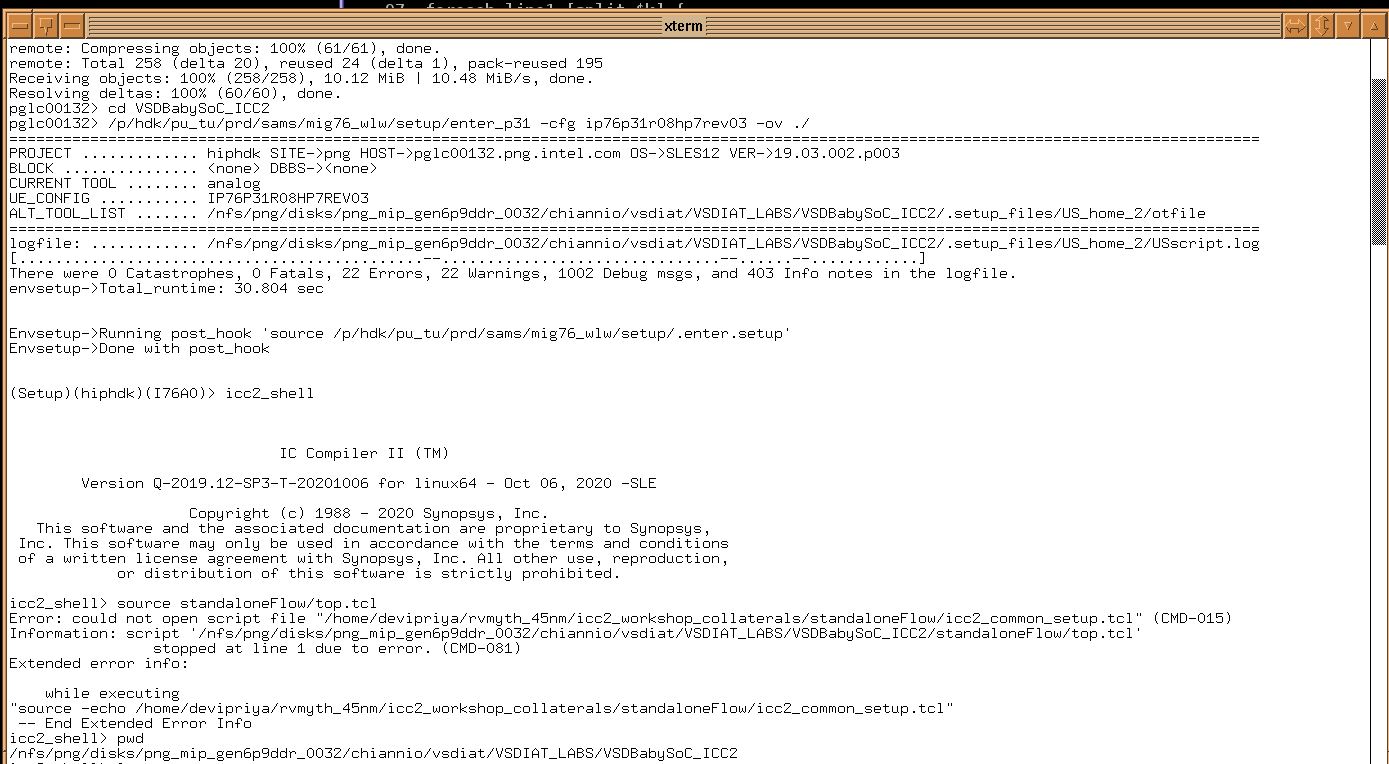 xterm
remote: Compressing objects: 100% (61/61), done.
remote: Total 258 (delta 20), reused 24 (delta 1), pack-reused 195
Receiving objects: 100% (258/258), 10.12 MiB | 10.48 MiB/s, done.
Resolving deltas: 100% (60/60), done.
pglc00132> cd VSDBabySoC_ICC2
pglc00132> /p/hdk/pu_tu/prd/sams/mig76_wlw/setup/enter_p31 -cfg ip76p31r08hp7rev03 -ov ./
===========================================================================================================================================
PROJECT ............. hiphdk SITE->png HOST->pglc00132.png.intel.com OS->SLES12 VER->19.03.002.p003
BLOCK ............... <none> DBBS-><none>
CURRENT TOOL ........ analog
UE_CONFIG ........... IP76P31R08HP7REV03
ALT_TOOL_LIST ....... /nfs/png/disks/png_mip_gen6p9ddr_0032/chiannio/vsdiat/VSDIAT_LABS/VSDBabySoC_ICC2/.setup_files/US_home_2/otfile
===========================================================================================================================================
logfile: ............ /nfs/png/disks/png_mip_gen6p9ddr_0032/chiannio/vsdiat/VSDIAT_LABS/VSDBabySoC_ICC2/.setup_files/US_home_2/USscript.log
[.............................................--...............................--......--............]
There were 0 Catastrophes, 0 Fatals, 22 Errors, 22 Warnings, 1002 Debug msgs, and 403 Info notes in the logfile.
envsetup->Total_runtime: 30.804 sec
Envsetup->Running post_hook 'source /p/hdk/pu_tu/prd/sams/mig76_wlw/setup/.enter.setup'
Envsetup->Done with post_hook
(Setup)(hiphdk)(I76A0)> icc2_shell
IC Compiler II (TM)
Version Q-2019.12-SP3-T-20201006 for linux64 - Oct 06, 2020 -SLE
Copyright (c) 1988 - 2020 Synopsys, Inc.
This software and the associated documentation are proprietary to Synopsys,
Inc. This software may only be used in accordance with the terms and conditions
of a written license agreement with Synopsys, Inc. All other use, reproduction,
or distribution of this software is strictly prohibited.
icc2_shell> source standaloneFlow/top.tcl
Error: could not open script file "/home/devipriya/rvmyth_45nm/icc2_workshop_collaterals/standaloneFlow/icc2_common_setup.tcl" (CMD-015)
Information: script '/nfs/png/disks/png_mip_gen6p9ddr_0032/chiannio/vsdiat/VSDIAT_LABS/VSDBabySoC_ICC2/standaloneFlow/top.tcl'
stopped at line 1 due to error. (CMD-081)
Extended error info:
while executing
"source -echo /home/devipriya/rvmyth_45nm/icc2_workshop_collaterals/standaloneFlow/icc2_common_setup.tcl"
-- End Extended Error Info
icc2_shell> pwd
/nfs/png/disks/png_mip_gen6p9ddr_0032/chiannio/vsdiat/VSDIAT_LABS/VSDBabySoC_ICC2